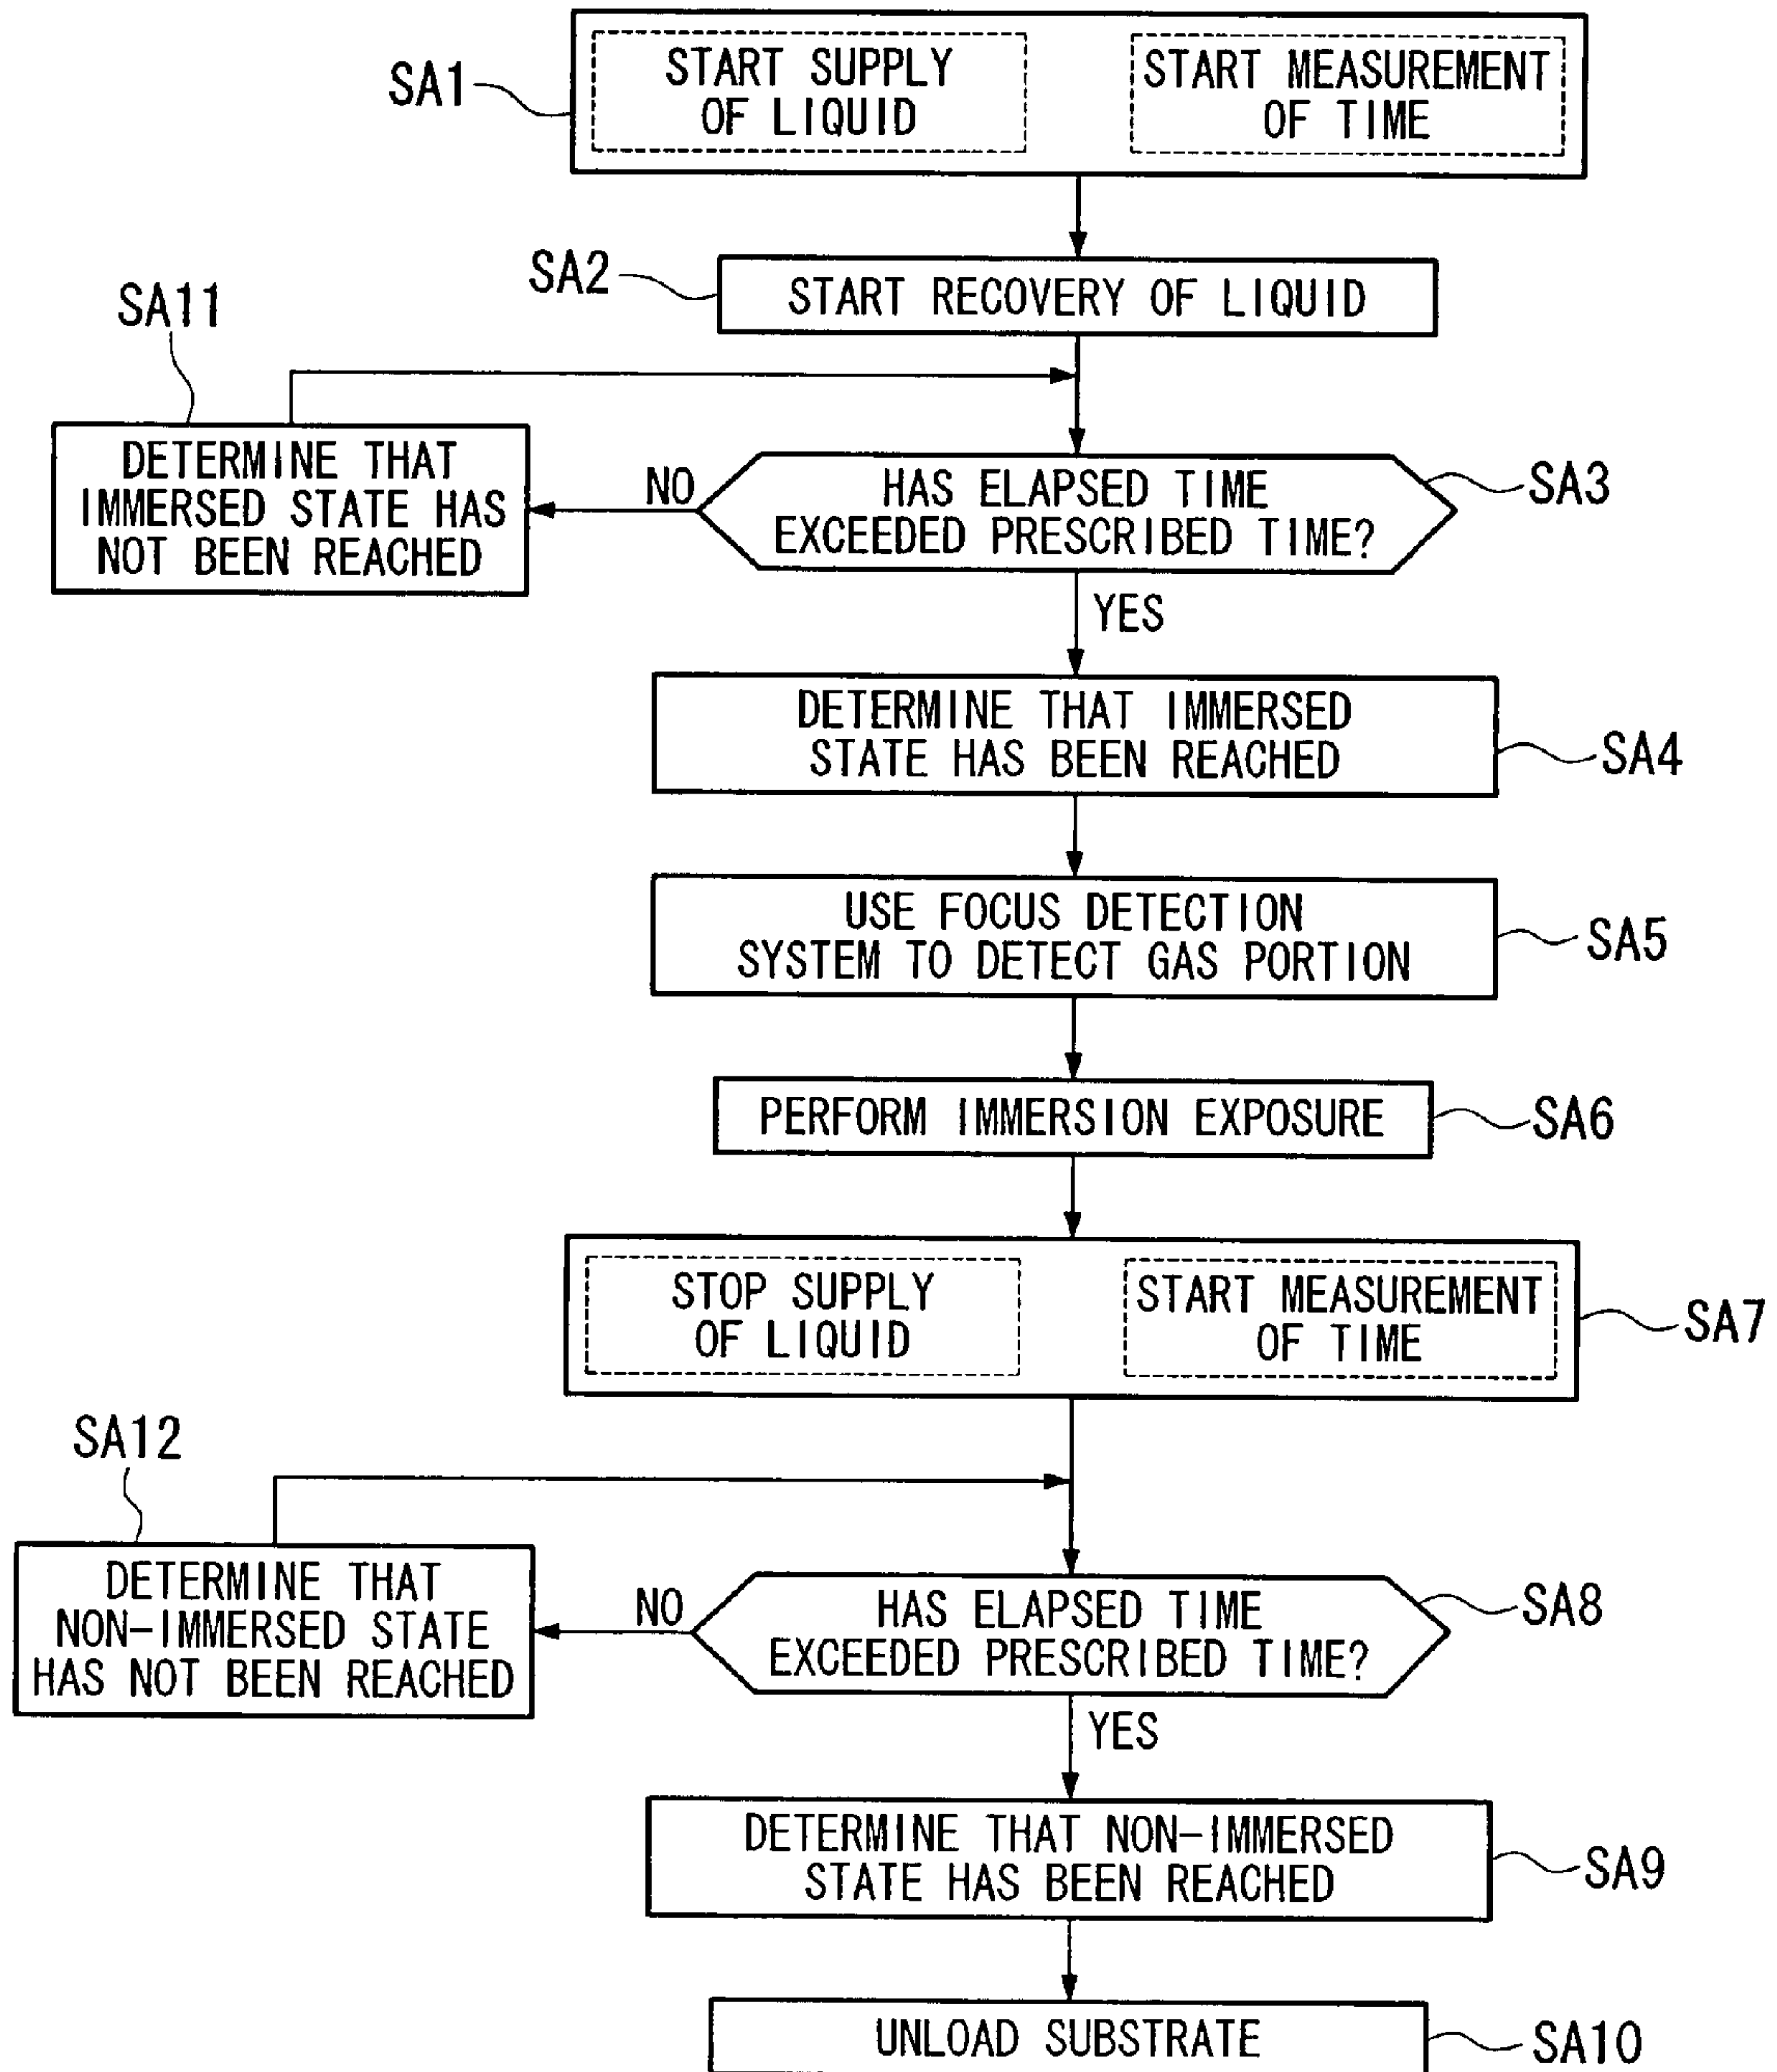 SA1
START SUPPLY
OF LIQUID
START MEASUREMENT
OF TIME
SA2
START RECOVERY OF LIQUID
SA11
DETERMINE THAT
IMMERSED STATE HAS
NOT BEEN REACHED
NO
HAS ELAPSED TIME
EXCEEDED PRESCRIBED TIME?
SA3
YES
DETERMINE THAT IMMERSED
STATE HAS BEEN REACHED
SA4
USE FOCUS DETECTION
SYSTEM TO DETECT GAS PORTION
SA5
PERFORM IMMERSION EXPOSURE
SA6
STOP SUPPLY
OF LIQUID
START MEASUREMENT
OF TIME
SA7
SA12
DETERMINE THAT
NON-IMMERSED STATE
HAS NOT BEEN REACHED
NO
HAS ELAPSED TIME
EXCEEDED PRESCRIBED TIME?
SA8
YES
DETERMINE THAT NON-IMMERSED
STATE HAS BEEN REACHED
SA9
UNLOAD SUBSTRATE
SA10